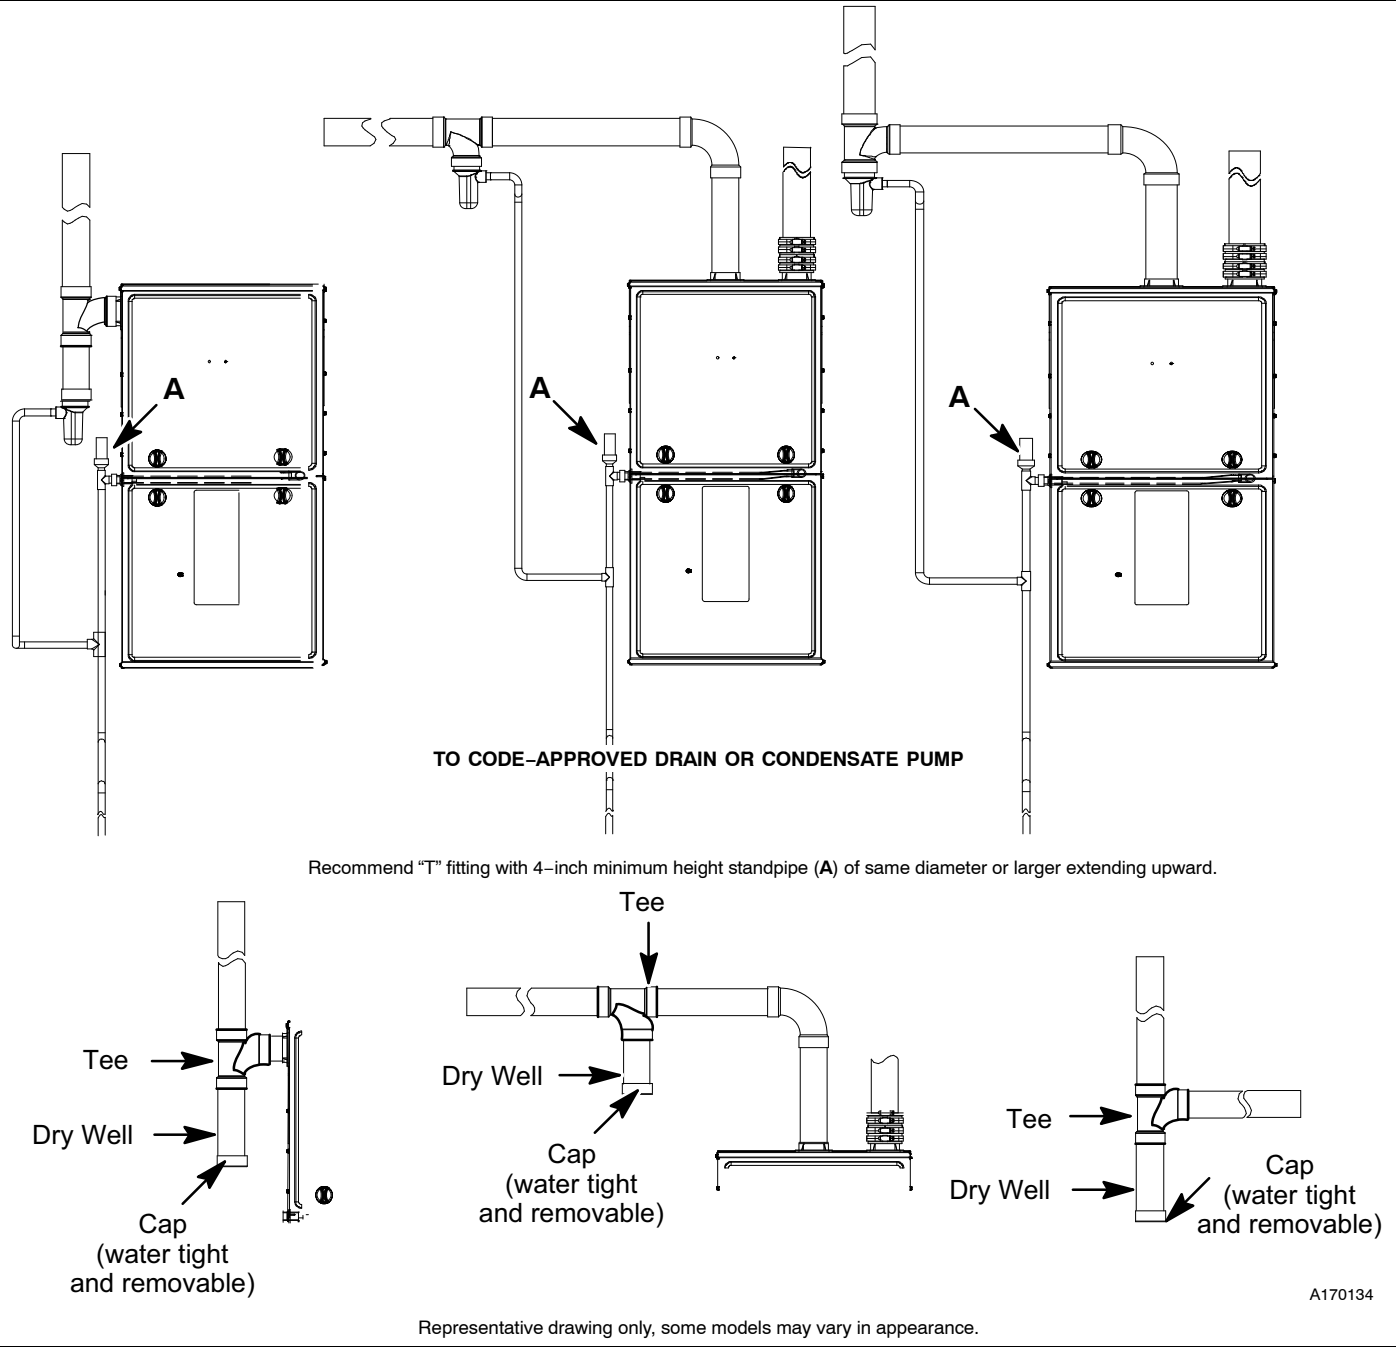 A
A
A
TO CODE–APPROVED DRAIN OR CONDENSATE PUMP
Recommend “T” fitting with 4–inch minimum height standpipe (A) of same diameter or larger extending upward.
Tee
Dry Well
Cap
(water tight
and removable)
Tee
Dry Well
Cap
(water tight
and removable)
Tee
Dry Well
Cap
(water tight
and removable)
A170134
Representative drawing only, some models may vary in appearance.